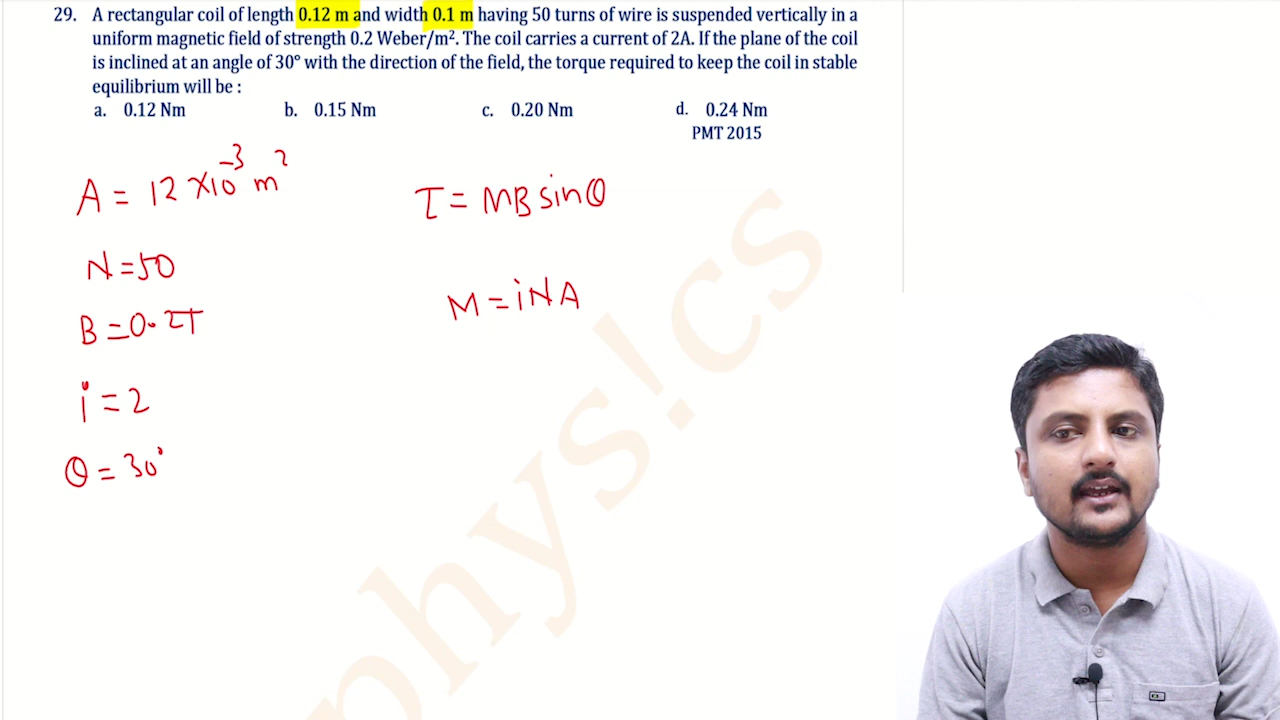 29. A rectangular coil of length 0.12 m and width 0.1 m having 50 turns of wire is suspended vertically in a
uniform magnetic field of strength 0.2 Weber/m². The coil carries a current of 2A. If the plane of the coil
is inclined at an angle of 30° with the direction of the field, the torque required to keep the coil in stable
equilibrium will be :
a. 0.12 Nm b. 0.15 Nm c. 0.20 Nm d. 0.24 Nm
PMT 2015
A = 12 × 10⁻³ m²
τ = MB sinθ
N = 50
M = iNA
B = 0.2T
i = 2
θ = 30°
phys!cs